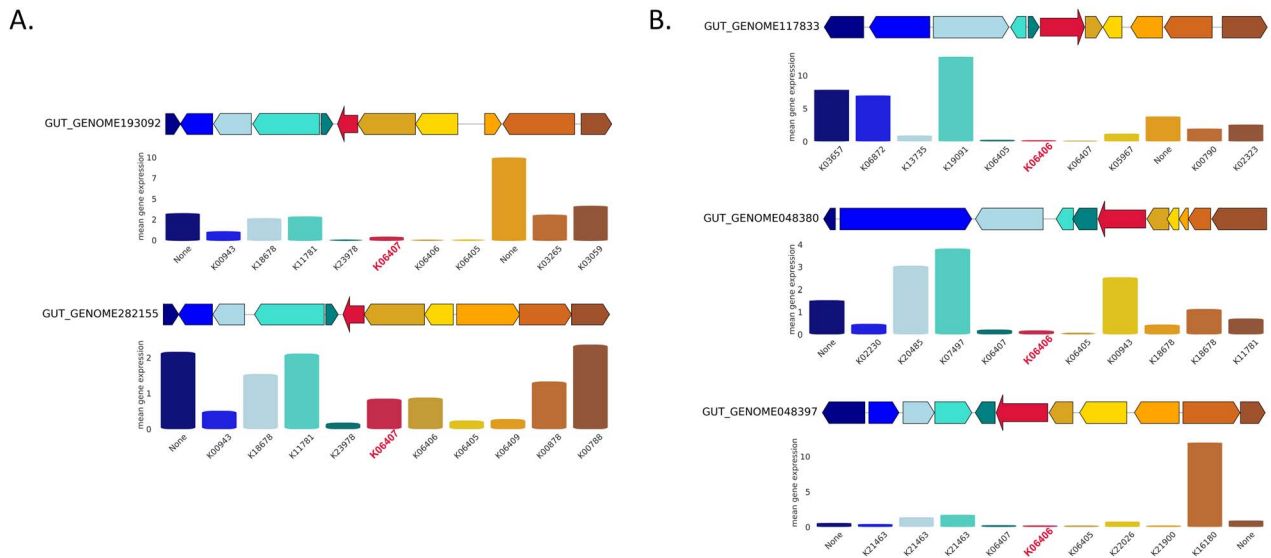 A.
GUT_GENOME193092
mean gene expression
10
7
5
2
0
None
K00943
K18678
K11781
K23978
K06407
K06406
K06405
None
K03265
K03059
GUT_GENOME282155
mean gene expression
2
1
0
None
K00943
K18678
K11781
K23978
K06407
K06406
K06405
K06409
K00878
K00788
B.
GUT_GENOME117833
mean gene expression
10
5
0
K03657
K06872
K13735
K19091
K06405
K06406
K06407
K05967
None
K00790
K02323
GUT_GENOME048380
mean gene expression
4
3
2
1
0
None
K02230
K20485
K07497
K06407
K06406
K06405
K00943
K18678
K18678
K11781
GUT_GENOME048397
mean gene expression
10
5
0
None
K21463
K21463
K21463
K06407
K06406
K06405
K22026
K21900
K16180
None